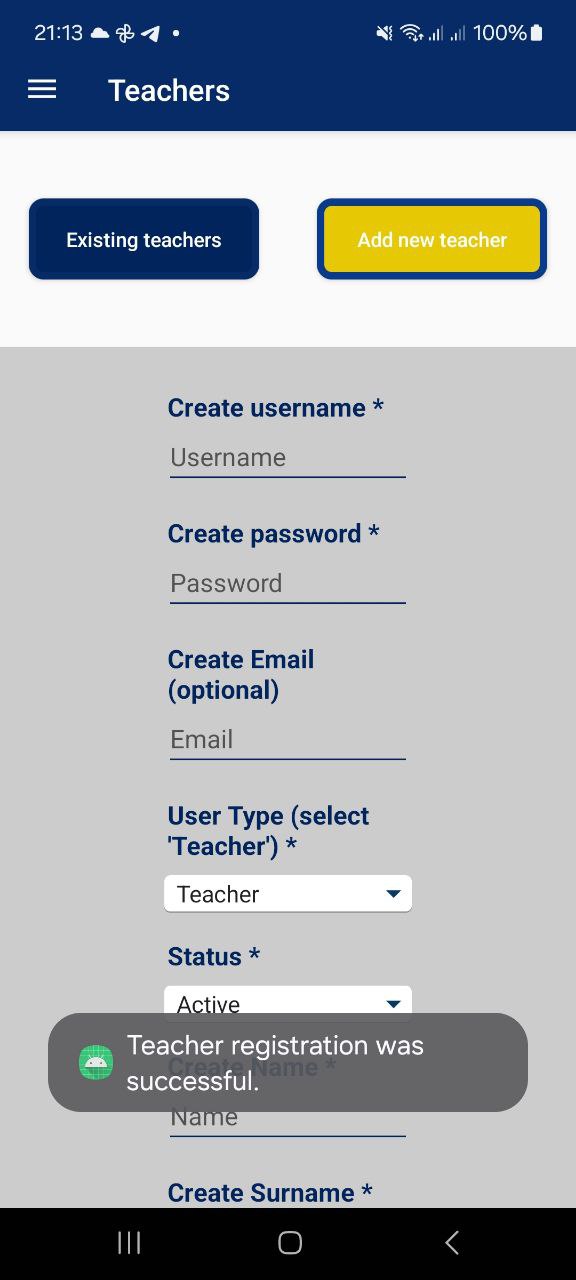 21:13
100%
Teachers
Existing teachers
Add new teacher
Create username *
Username
Create password *
Password
Create Email
(optional)
Email
User Type (select
'Teacher') *
Teacher
Status *
Active
Teacher registration was
Create Name *
successful.
Name
Create Surname *